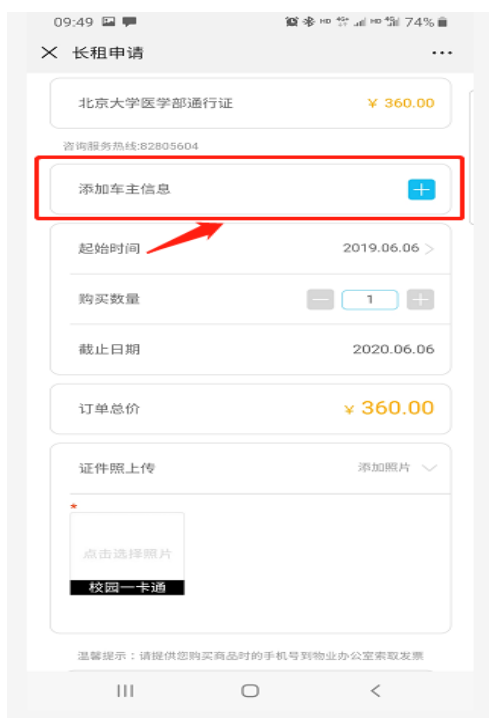 09:49 HD 4G+ HD 4G 74%
长租申请
北京大学医学部通行证 ¥ 360.00
咨询服务热线:82805604
添加车主信息
起始时间 2019.06.06
购买数量 1
截止日期 2020.06.06
订单总价 ¥ 360.00
证件照上传 添加照片
*
点击选择照片
校园一卡通
温馨提示：请提供您购买商品时的手机号到物业办公室索取发票